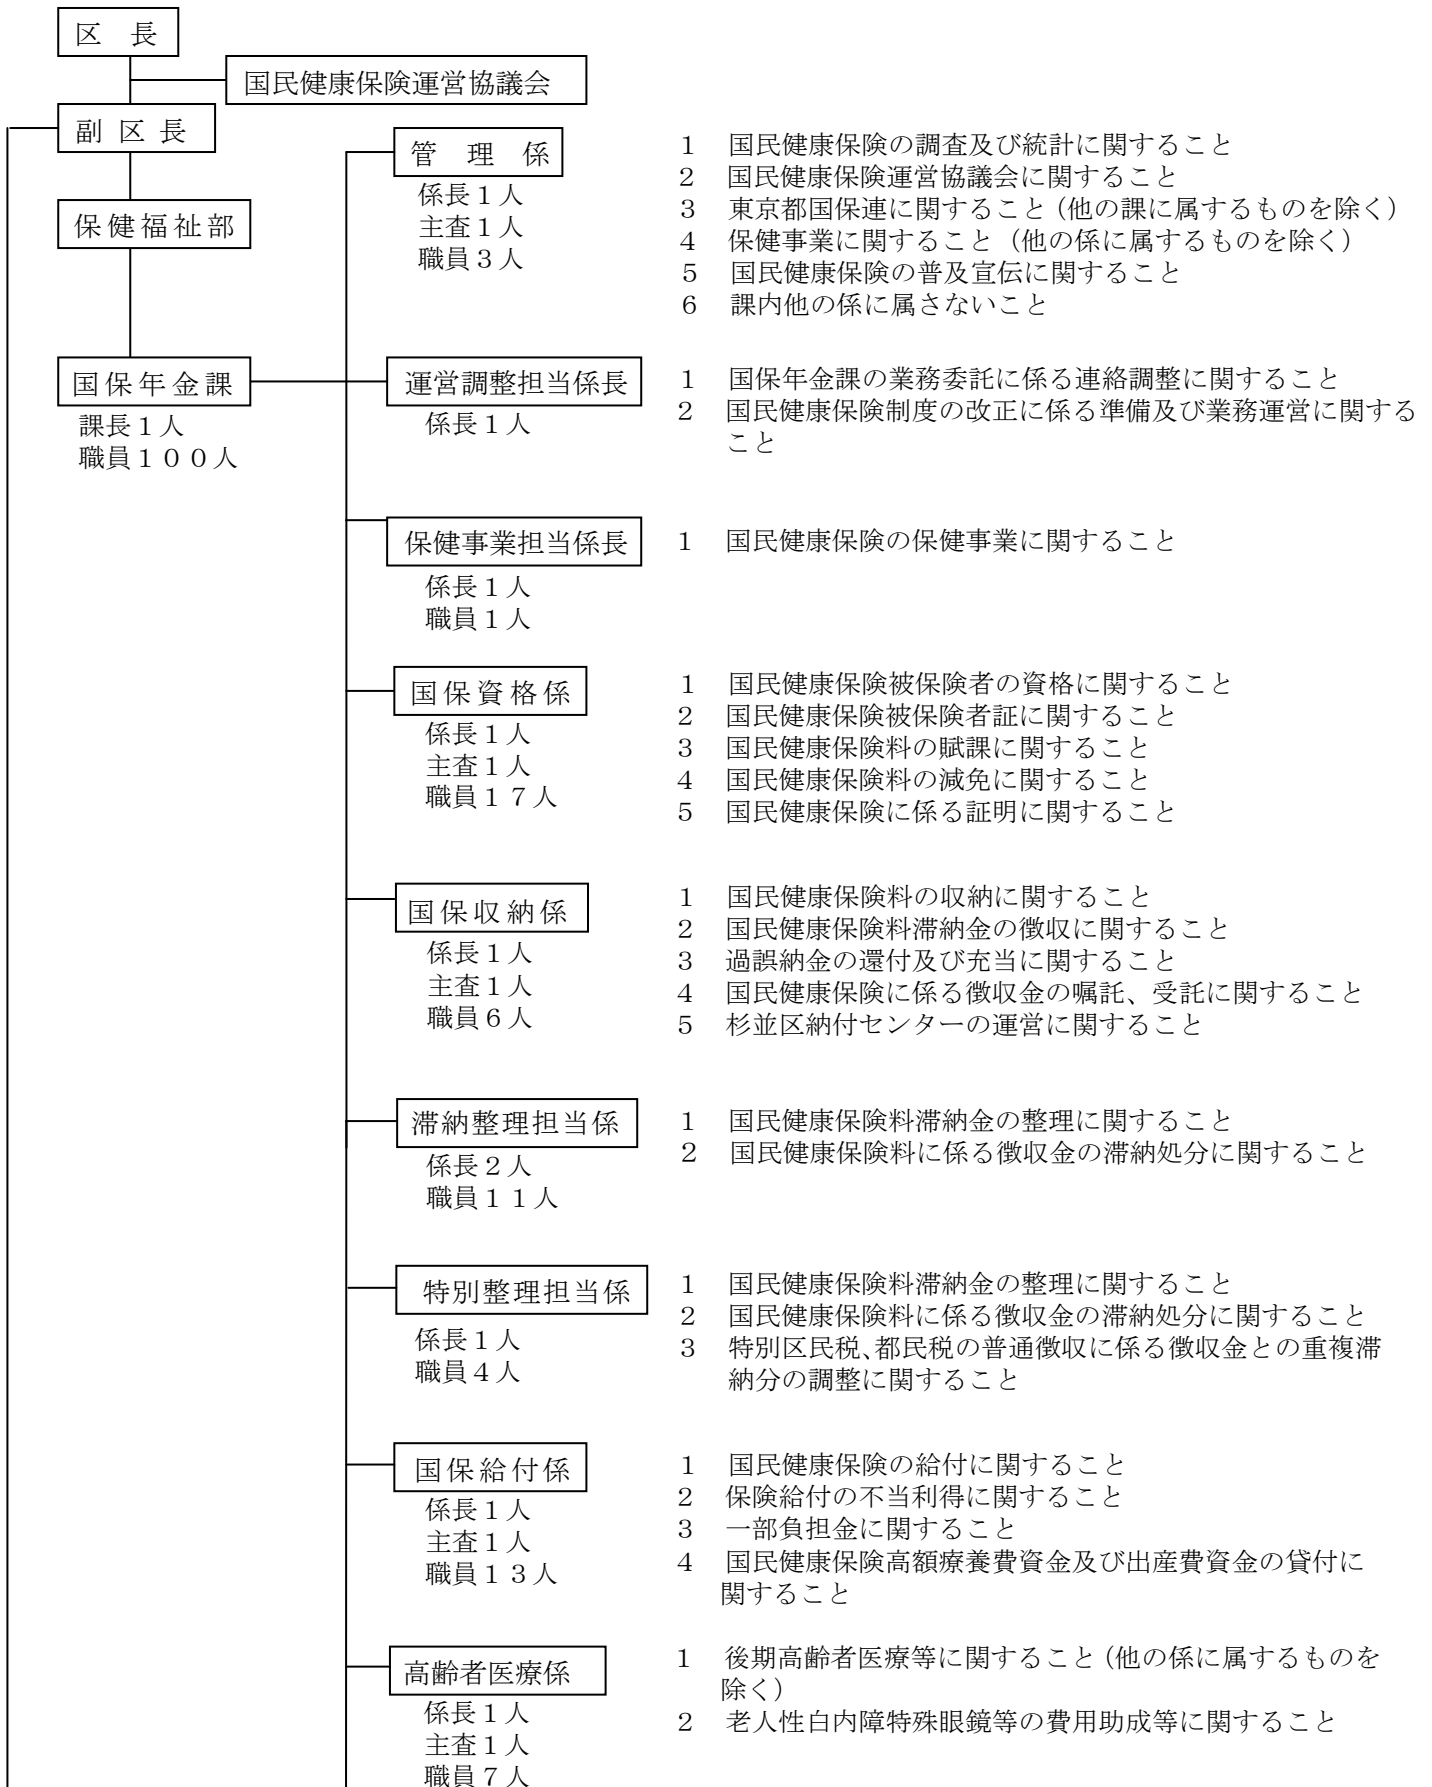 区　長
国民健康保険運営協議会
副 区 長
保健福祉部
国保年金課
課長１人
職員１００人
管　理　係
係長１人
主査１人
職員３人
１　国民健康保険の調査及び統計に関すること
２　国民健康保険運営協議会に関すること
３　東京都国保連に関すること（他の課に属するものを除く）
４　保健事業に関すること（他の係に属するものを除く）
５　国民健康保険の普及宣伝に関すること
６　課内他の係に属さないこと
運営調整担当係長
係長１人
１　国保年金課の業務委託に係る連絡調整に関すること
２　国民健康保険制度の改正に係る準備及び業務運営に関する
こと
保健事業担当係長
係長１人
職員１人
１　国民健康保険の保健事業に関すること
国保資格係
係長１人
主査１人
職員１７人
１　国民健康保険被保険者の資格に関すること
２　国民健康保険被保険者証に関すること
３　国民健康保険料の賦課に関すること
４　国民健康保険料の減免に関すること
５　国民健康保険に係る証明に関すること
国保収納係
係長１人
主査１人
職員６人
１　国民健康保険料の収納に関すること
２　国民健康保険料滞納金の徴収に関すること
３　過誤納金の還付及び充当に関すること
４　国民健康保険に係る徴収金の嘱託、受託に関すること
５　杉並区納付センターの運営に関すること
滞納整理担当係
係長２人
職員１１人
１　国民健康保険料滞納金の整理に関すること
２　国民健康保険料に係る徴収金の滞納処分に関すること
特別整理担当係
係長１人
職員４人
１　国民健康保険料滞納金の整理に関すること
２　国民健康保険料に係る徴収金の滞納処分に関すること
３　特別区民税、都民税の普通徴収に係る徴収金との重複滞
納分の調整に関すること
国保給付係
係長１人
主査１人
職員１３人
１　国民健康保険の給付に関すること
２　保険給付の不当利得に関すること
３　一部負担金に関すること
４　国民健康保険高額療養費資金及び出産費資金の貸付に
関すること
高齢者医療係
係長１人
主査１人
職員７人
１　後期高齢者医療等に関すること（他の係に属するものを
除く）
２　老人性白内障特殊眼鏡等の費用助成等に関すること